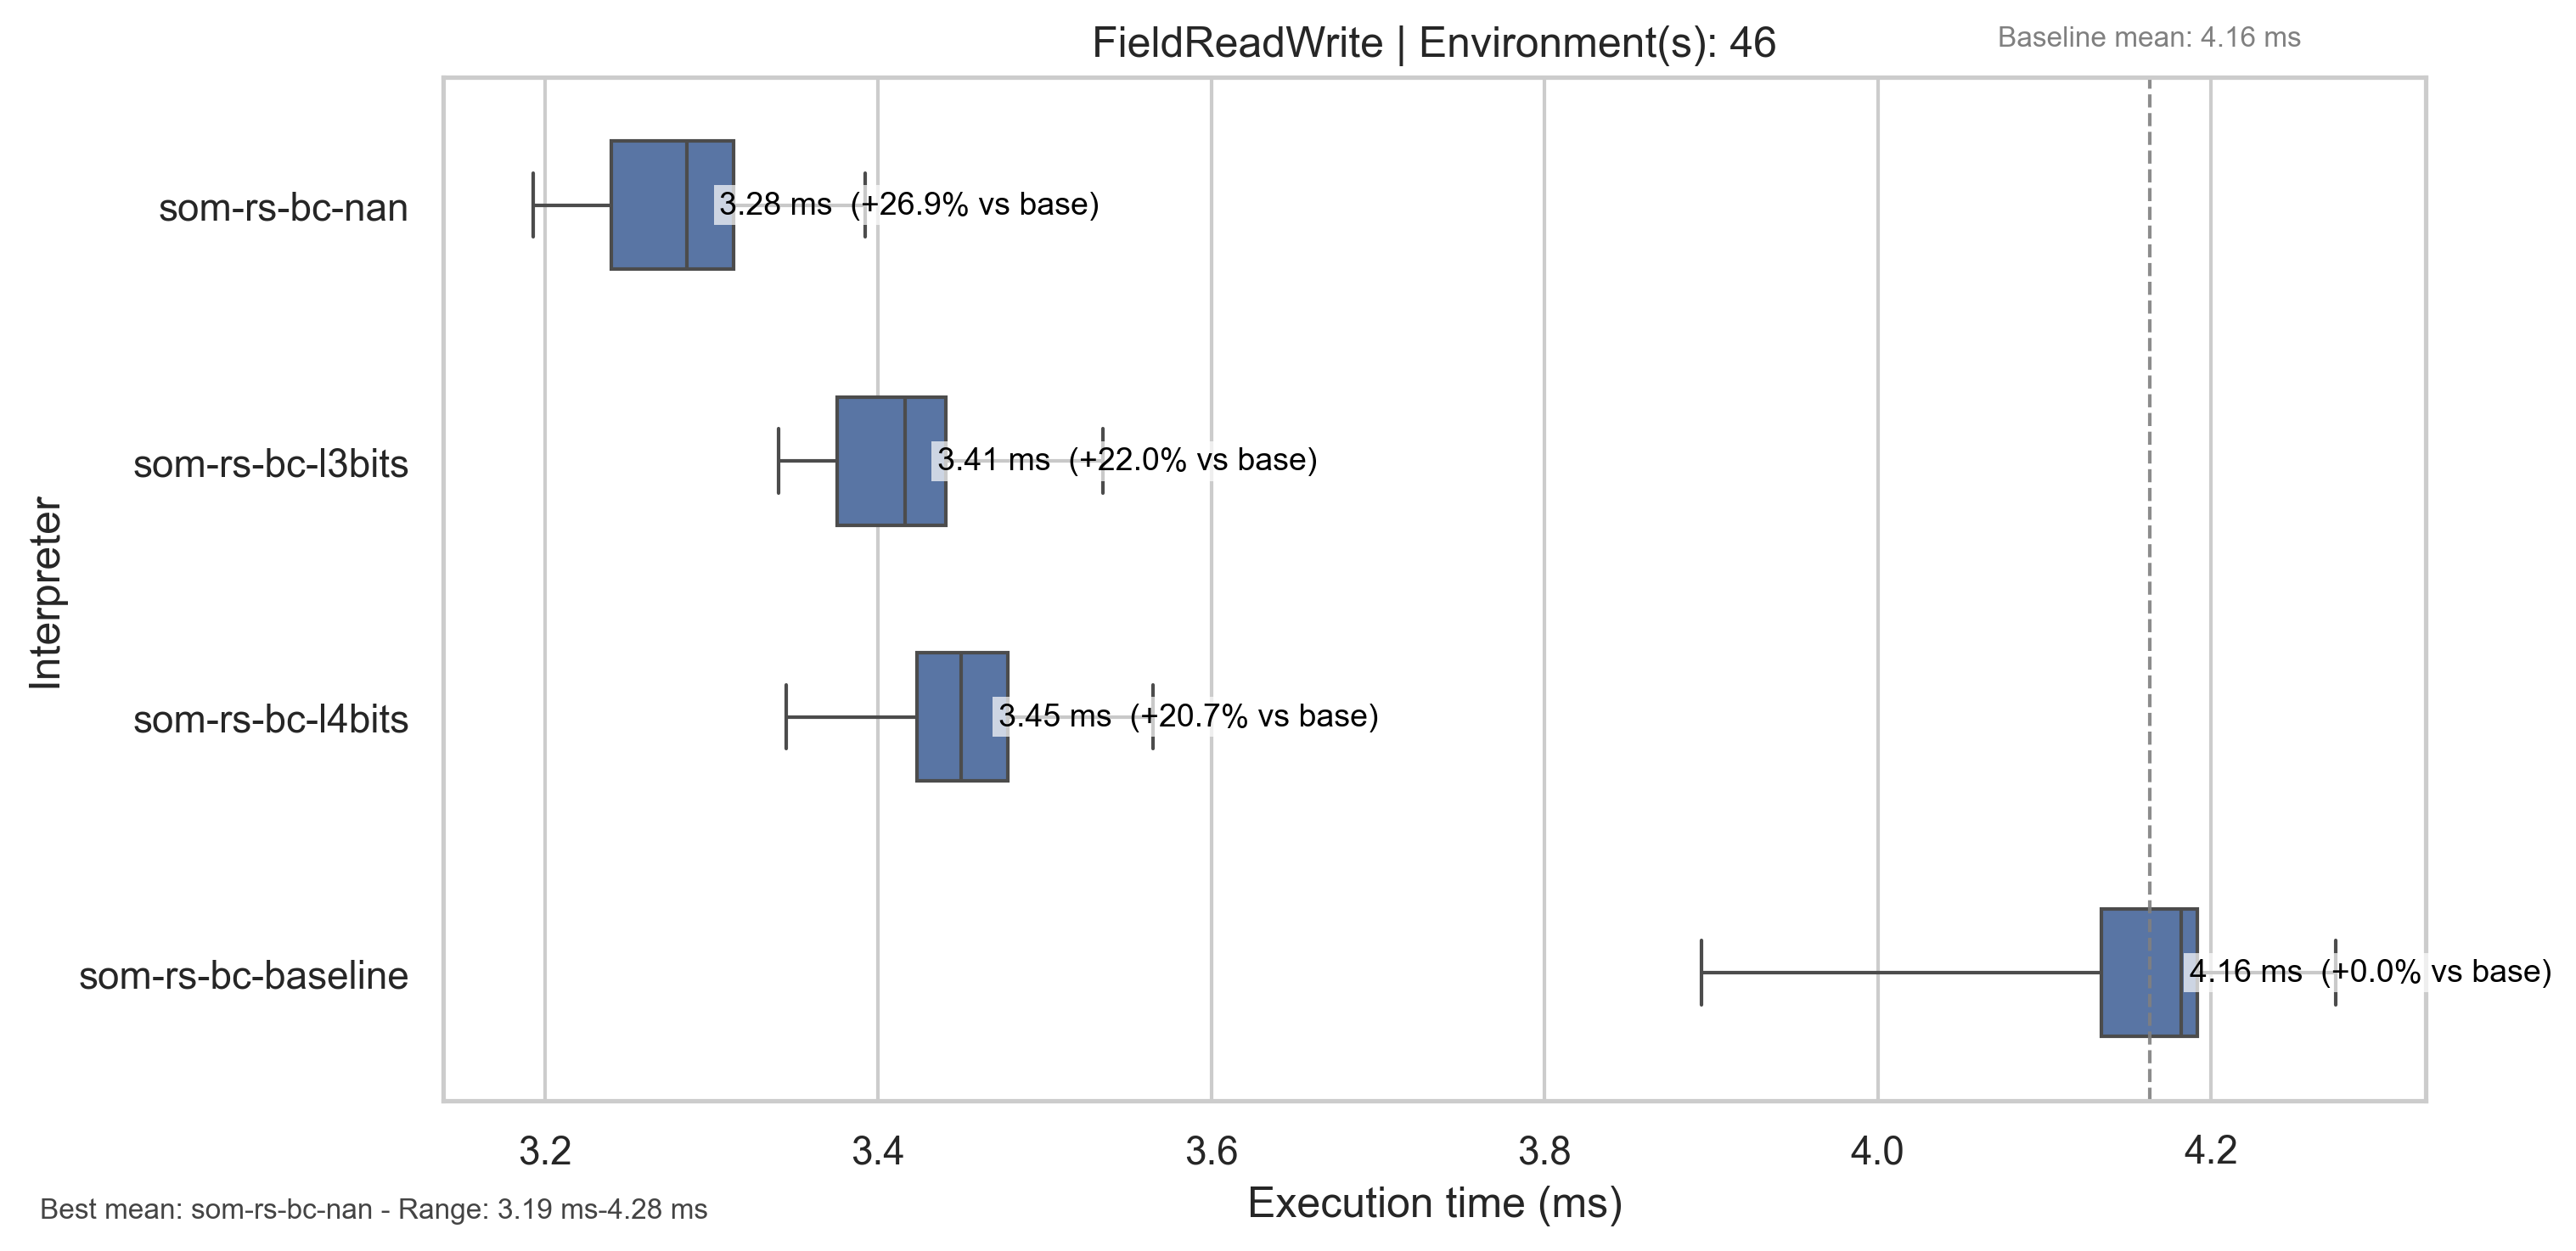 FieldReadWrite | Environment(s): 46
Baseline mean: 4.16 ms
Interpreter
som-rs-bc-nan
3.28 ms  (+26.9% vs base)
som-rs-bc-l3bits
3.41 ms  (+22.0% vs base)
som-rs-bc-l4bits
3.45 ms  (+20.7% vs base)
som-rs-bc-baseline
4.16 ms  (+0.0% vs base)
3.2 3.4 3.6 3.8 4.0 4.2
Execution time (ms)
Best mean: som-rs-bc-nan - Range: 3.19 ms-4.28 ms